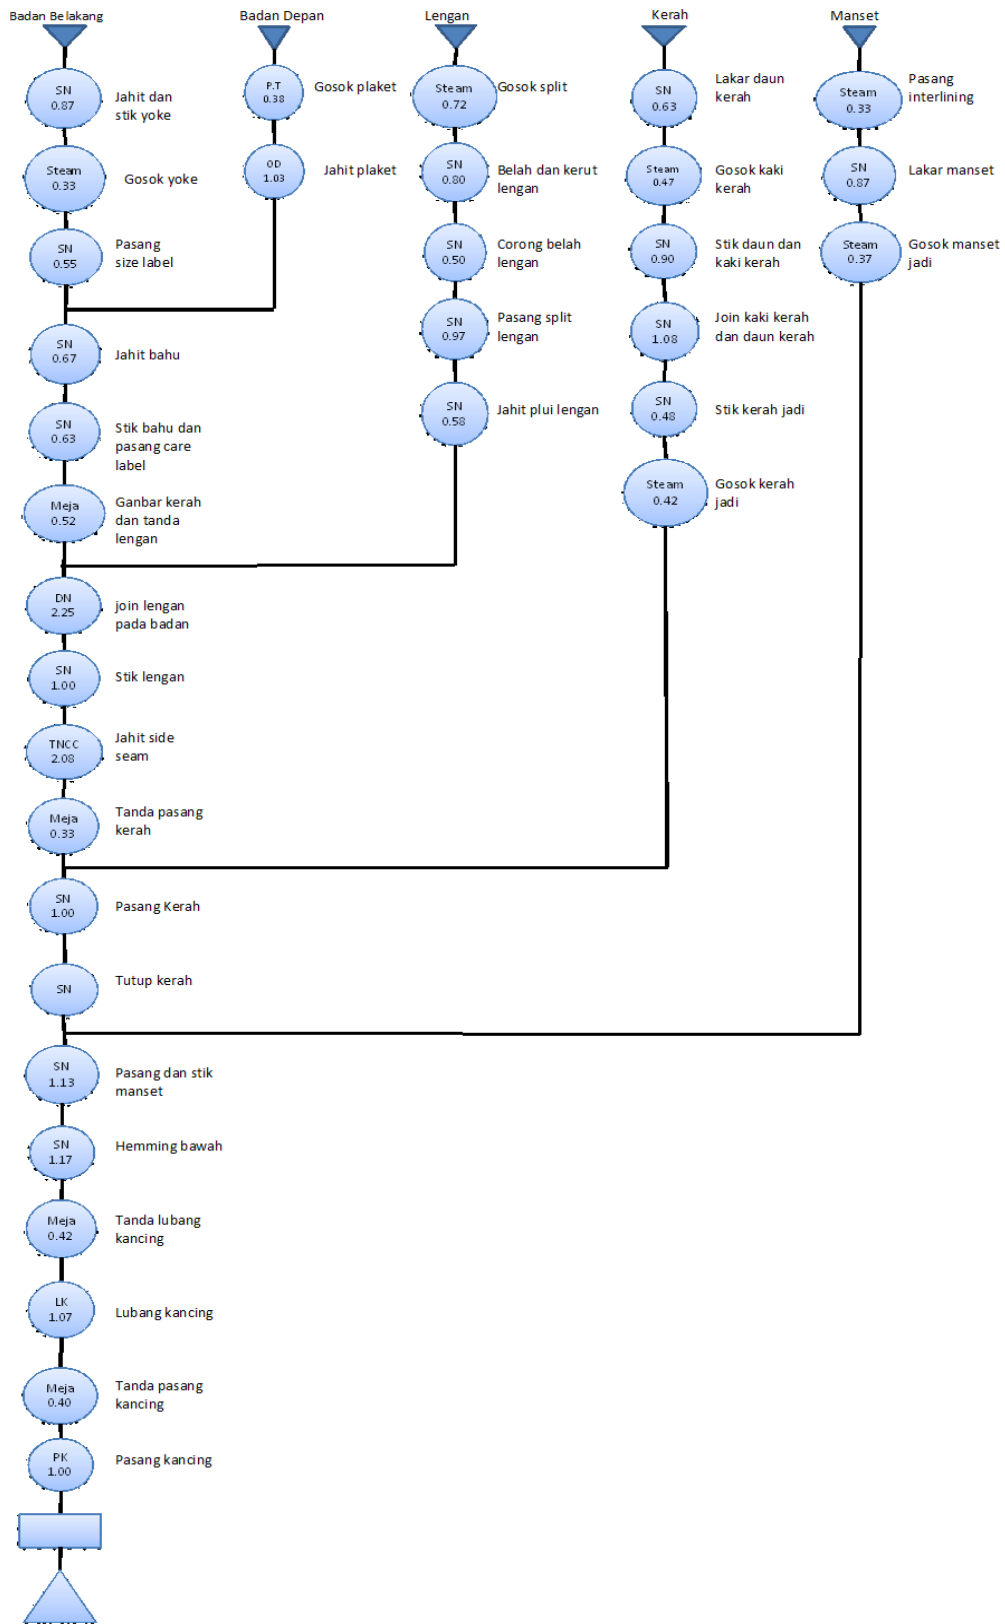 Badan Belakang
SN
0.87
Jahit dan
stik yoke
Steam
0.33
Gosok yoke
SN
0.55
Pasang
size label
SN
0.67
Jahit bahu
SN
0.63
Stik bahu dan
pasang care
label
Meja
0.52
Ganbar kerah
dan tanda
lengan
DN
2.25
join lengan
pada badan
SN
1.00
Stik lengan
TNCC
2.08
Jahit side
seam
Meja
0.33
Tanda pasang
kerah
SN
1.00
Pasang Kerah
SN
Tutup kerah
SN
1.13
Pasang dan stik
manset
SN
1.17
Hemming bawah
Meja
0.42
Tanda lubang
kancing
LK
1.07
Lubang kancing
Meja
0.40
Tanda pasang
kancing
PK
1.00
Pasang kancing
Badan Depan
P.T
0.38
Gosok plaket
OD
1.03
Jahit plaket
Lengan
Steam
0.72
Gosok split
SN
0.80
Belah dan kerut
lengan
SN
0.50
Corong belah
lengan
SN
0.97
Pasang split
lengan
SN
0.58
Jahit plui lengan
Kerah
SN
0.63
Lakar daun
kerah
Steam
0.47
Gosok kaki
kerah
SN
0.90
Stik daun dan
kaki kerah
SN
1.08
Join kaki kerah
dan daun kerah
SN
0.48
Stik kerah jadi
Steam
0.42
Gosok kerah
jadi
Manset
Steam
0.33
Pasang
interlining
SN
0.87
Lakar manset
Steam
0.37
Gosok manset
jadi